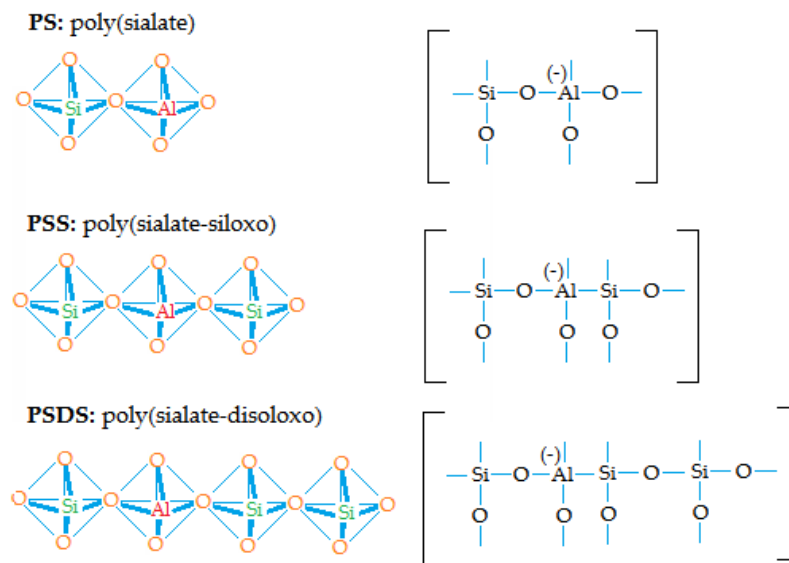 PS: poly(sialate)
O O
O Si O Al O
O O
(-)
Si O Al O
O O
PSS: poly(sialate-siloxo)
O O O
O Si O Al O Si O
O O O
(-)
Si O Al Si O
O O O
PSDS: poly(sialate-disoloxo)
O O O O
O Si O Al O Si O Si O
O O O O
(-)
Si O Al Si O Si O
O O O O